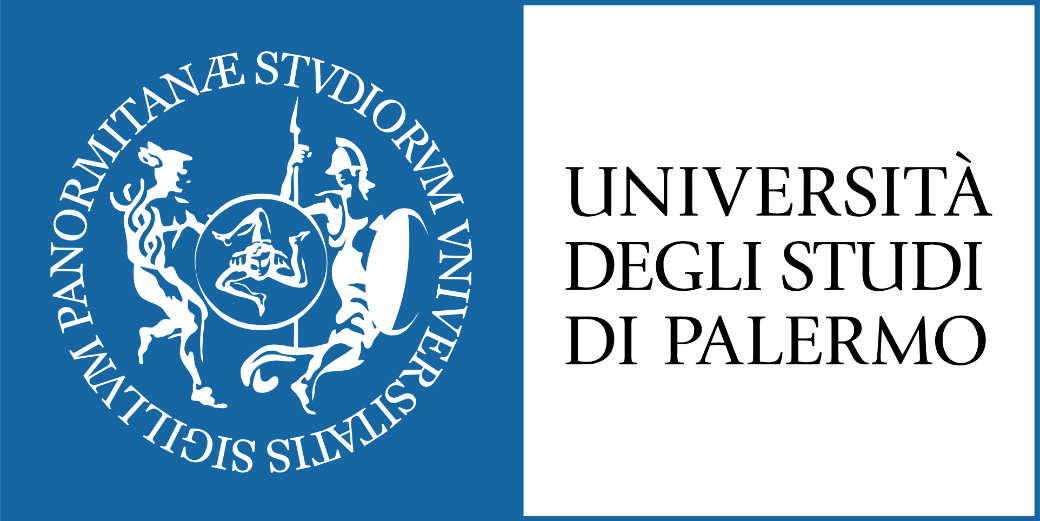 PANORMITANÆ STVDIORVM VNIVERSITATIS SIGILLVM
UNIVERSITÀ
DEGLI STUDI
DI PALERMO